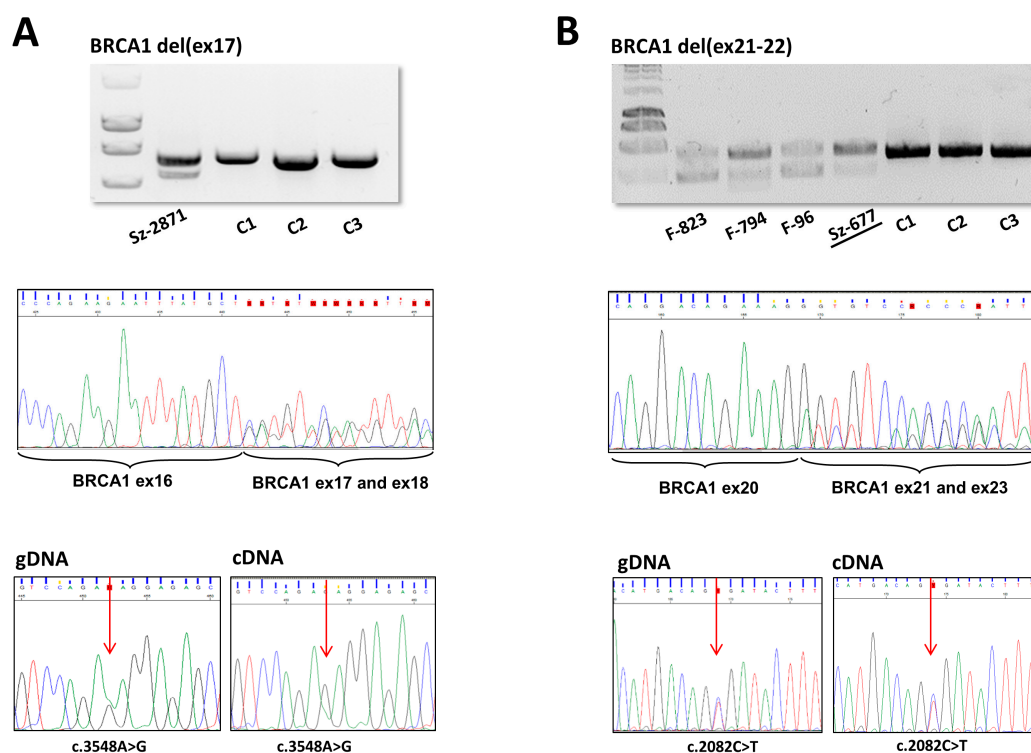 A
BRCA1 del(ex17)
Sz-2871
C1
C2
C3
C C C A G A A G A A T T T A T G C T
BRCA1 ex16
BRCA1 ex17 and ex18
gDNA
cDNA
G T C C A G A
A G G A G A G C
G T C C A G A G A G G A G A G C
c.3548A>G
c.3548A>G
B
BRCA1 del(ex21-22)
F-823
F-794
F-96
Sz-677
C1
C2
C3
C A G G A C A G A A A G G G T G T C C
C C C
A T T
BRCA1 ex20
BRCA1 ex21 and ex23
gDNA
cDNA
A C A T G A C A G
G A T A C T T T
C A T G A C A G
G A T A C T T
c.2082C>T
c.2082C>T